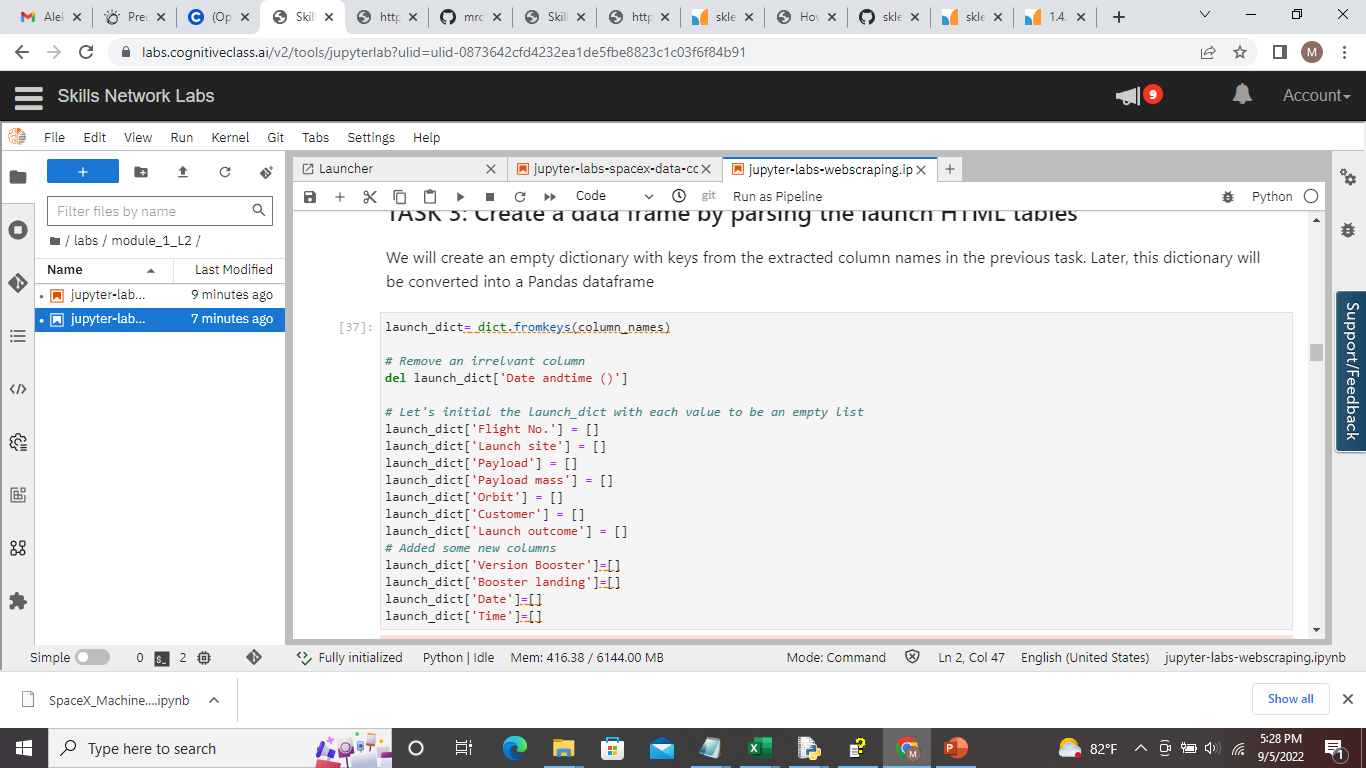 Alek
Prec
(Op
Skil
http
mrc
Skil
http
skle
Hov
skle
skle
1.4.
labs.cognitiveclass.ai/v2/tools/jupyterlab?ulid=ulid-0873642cfd4232ea1de5fbe8823c1c03f6f84b91
M
Skills Network Labs
9
Account
File Edit View Run Kernel Git Tabs Settings Help
Launcher
jupyter-labs-spacex-data-cc
jupyter-labs-webscraping.ip
Code
git
Run as Pipeline
Python
Filter files by name
/ labs / module_1_L2 /
Name Last Modified
jupyter-lab... 9 minutes ago
jupyter-lab... 7 minutes ago
TASK 3: Create a data frame by parsing the launch HTML tables
We will create an empty dictionary with keys from the extracted column names in the previous task. Later, this dictionary will
be converted into a Pandas dataframe
[37]:
launch_dict= dict.fromkeys(column_names)
# Remove an irrelvant column
del launch_dict['Date andtime ()']
# Let's initial the launch_dict with each value to be an empty list
launch_dict['Flight No.'] = []
launch_dict['Launch site'] = []
launch_dict['Payload'] = []
launch_dict['Payload mass'] = []
launch_dict['Orbit'] = []
launch_dict['Customer'] = []
launch_dict['Launch outcome'] = []
# Added some new columns
launch_dict['Version Booster']=[]
launch_dict['Booster landing']=[]
launch_dict['Date']=[]
launch_dict['Time']=[]
Support/Feedback
Simple 0 2 Fully initialized Python | Idle Mem: 416.38 / 6144.00 MB Mode: Command Ln 2, Col 47 English (United States) jupyter-labs-webscraping.ipynb
SpaceX_Machine....ipynb
Show all
Type here to search
82°F
5:28 PM
9/5/2022
1